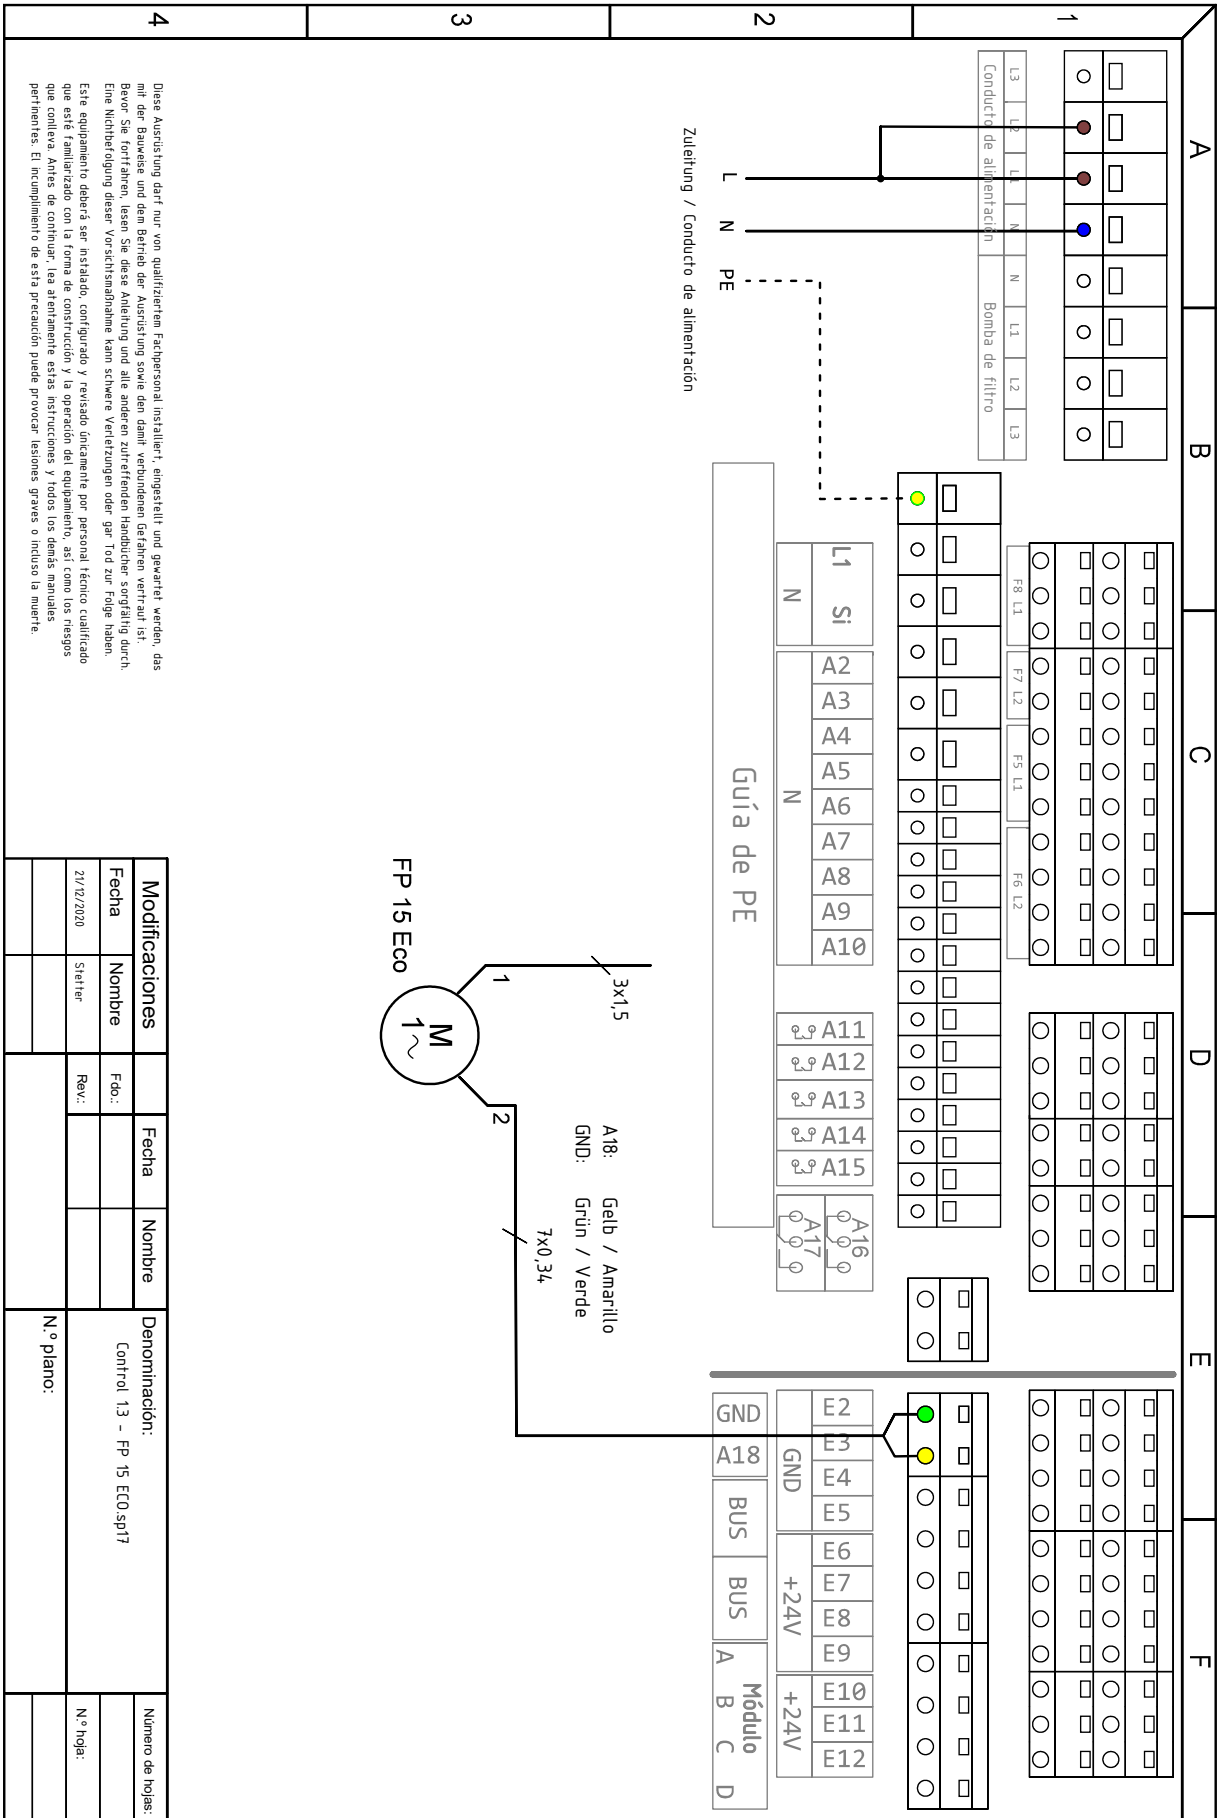 A
B
C
D
E
F
1
2
3
4
L3
L2
L1
N
N
L1
L2
L3
Conducto de alimentación
Bomba de filtro
L
N
PE
Zuleitung / Conducto de alimentación
F8 L1
F7 L2
F5 L1
F6 L2
L1 Si
N
A2
A3
A4
A5
A6
A7
A8
A9
A10
N
A11
A12
A13
A14
A15
A16
A17
Guía de PE
E2
E3
E4
E5
E6
E7
E8
E9
E10
E11
E12
GND
+24V
+24V
GND
A18
BUS
BUS
Módulo
A B C D
3x1,5
A18: Gelb / Amarillo
GND: Grün / Verde
7x0,34
1
2
M
1~
FP 15 Eco
Diese Ausrüstung darf nur von qualifiziertem Fachpersonal installiert, eingestellt und gewartet werden, das
mit der Bauweise und dem Betrieb der Ausrüstung sowie den damit verbundenen Gefahren vertraut ist.
Bevor Sie fortfahren, lesen Sie diese Anleitung und alle anderen zutreffenden Handbücher sorgfältig durch.
Eine Nichtbefolgung dieser Vorsichtsmaßnahme kann schwere Verletzungen oder gar Tod zur Folge haben.
Este equipamiento deberá ser instalado, configurado y revisado únicamente por personal técnico cualificado
que esté familiarizado con la forma de construcción y la operación del equipamiento, así como los riesgos
que conlleva. Antes de continuar, lea atentamente estas instrucciones y todos los demás manuales
pertinentes. El incumplimiento de esta precaución puede provocar lesiones graves o incluso la muerte.
Modificaciones
Fecha Nombre
21/12/2020 Stetter
Fecha Nombre
Fdo.:
Rev.:
Denominación:
Control 1.3 - FP 15 ECO.sp17
N.º plano:
Número de hojas:
N.º hoja: